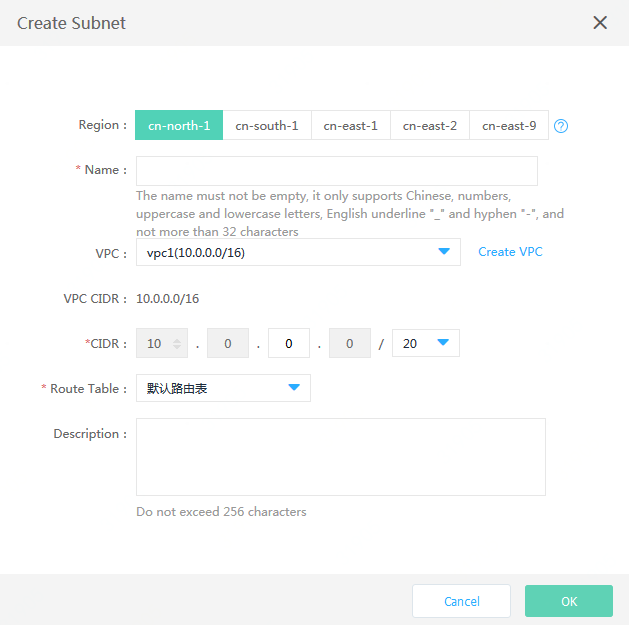 Create Subnet
Region : cn-north-1 cn-south-1 cn-east-1 cn-east-2 cn-east-9 ?
* Name :
The name must not be empty, it only supports Chinese, numbers,
uppercase and lowercase letters, English underline "_" and hyphen "-", and
not more than 32 characters
VPC : vpc1(10.0.0.0/16) Create VPC
VPC CIDR : 10.0.0.0/16
*CIDR : 10 . 0 . 0 . 0 / 20
* Route Table : 默认路由表
Description :
Do not exceed 256 characters
Cancel OK